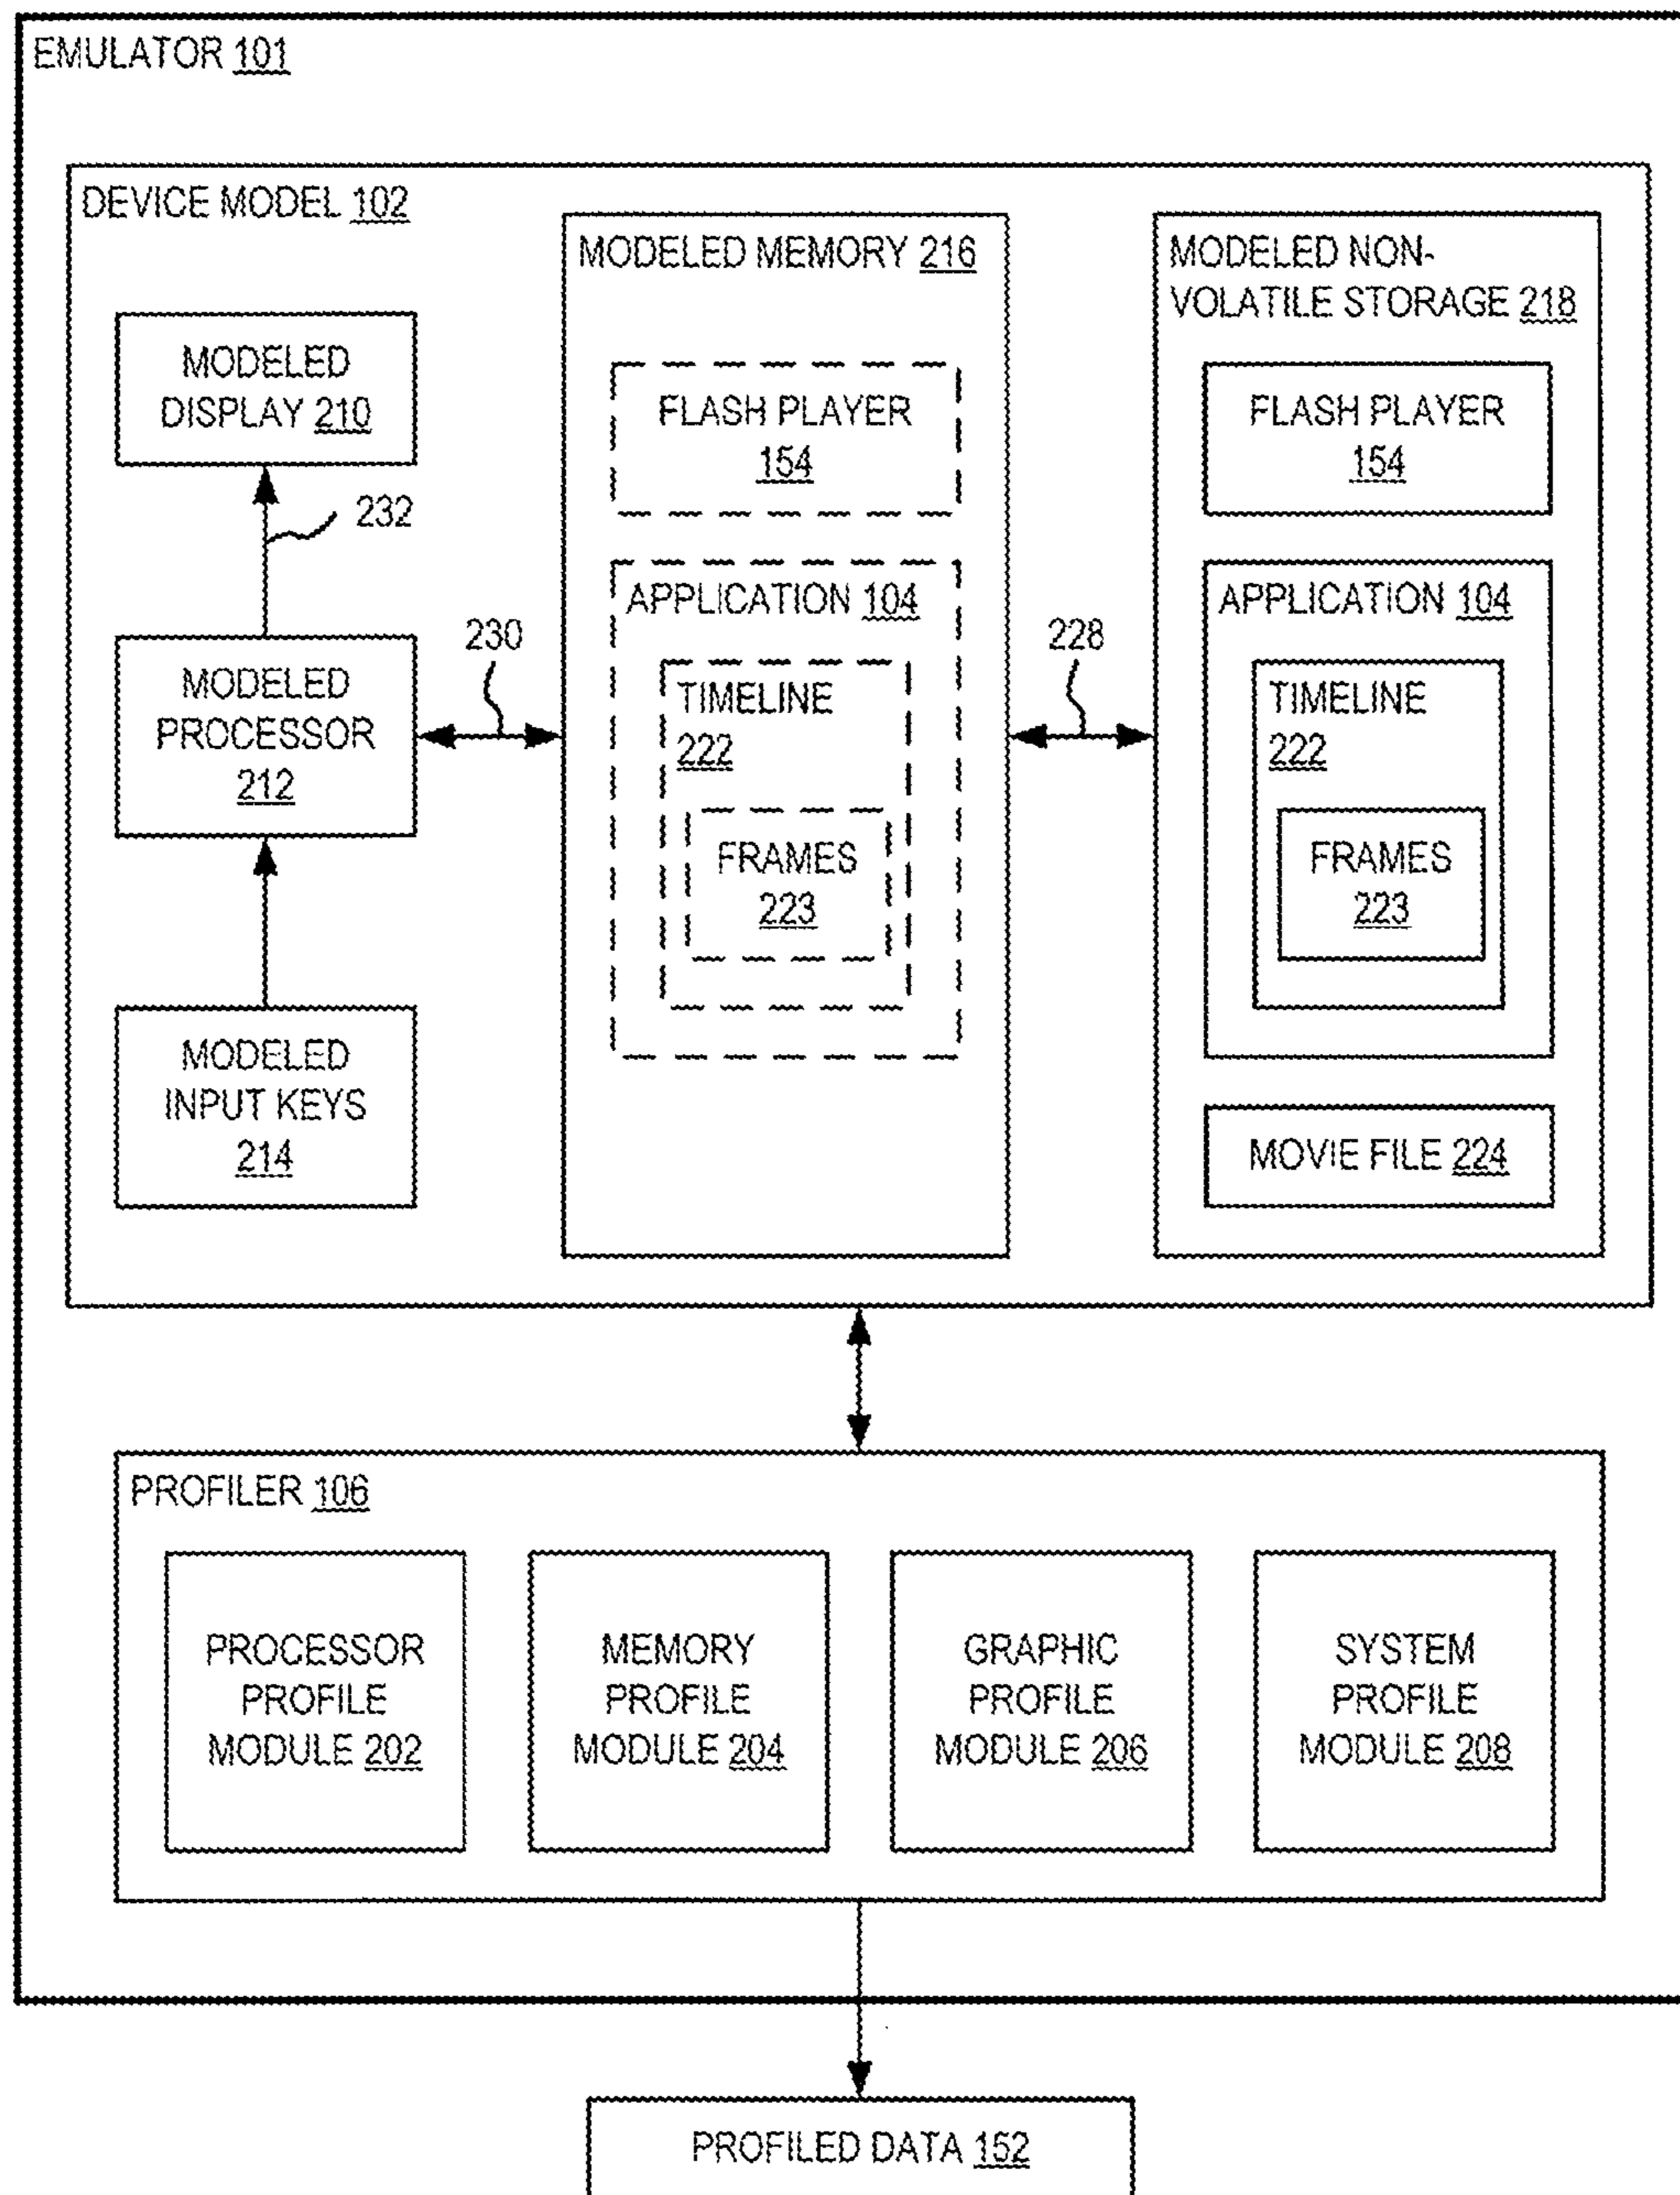 EMULATOR 101
DEVICE MODEL 102
MODELED
DISPLAY 210
232
MODELED
PROCESSOR
212
MODELED
INPUT KEYS
214
230
MODELED MEMORY 216
FLASH PLAYER
154
APPLICATION 104
TIMELINE
222
FRAMES
223
228
MODELED NON-
VOLATILE STORAGE 218
FLASH PLAYER
154
APPLICATION 104
TIMELINE
222
FRAMES
223
MOVIE FILE 224
PROFILER 106
PROCESSOR
PROFILE
MODULE 202
MEMORY
PROFILE
MODULE 204
GRAPHIC
PROFILE
MODULE 206
SYSTEM
PROFILE
MODULE 208
PROFILED DATA 152